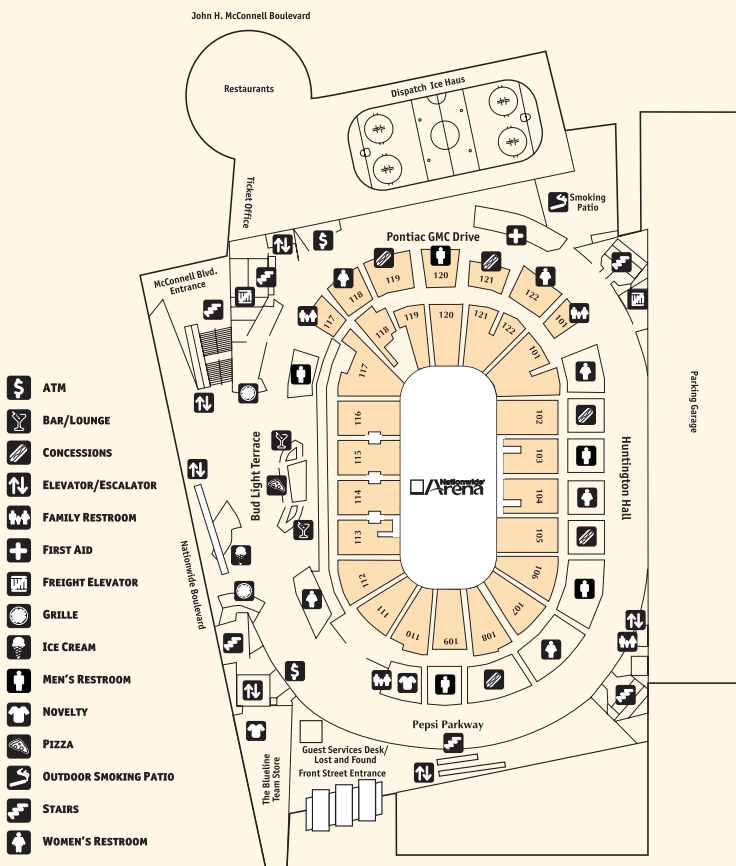 John H. McConnell Boulevard
Restaurants
Dispatch Ice Haus
Ticket Office
Smoking
Patio
Pontiac GMC Drive
McConnell Blvd.
Entrance
119
120
121
118
122
117
101
119
120
121
118
122
117
101
116
102
115
103
114
104
113
105
112
106
111
107
110
109
108
Nationwide
Arena
Parking Garage
Huntington Hall
Bud Light Terrace
Nationwide Boulevard
ATM
BAR/LOUNGE
CONCESSIONS
ELEVATOR/ESCALATOR
FAMILY RESTROOM
FIRST AID
FREIGHT ELEVATOR
GRILLE
ICE CREAM
MEN'S RESTROOM
NOVELTY
PIZZA
OUTDOOR SMOKING PATIO
STAIRS
WOMEN'S RESTROOM
Pepsi Parkway
Guest Services Desk/
Lost and Found
Front Street Entrance
The Blueline
Team Store